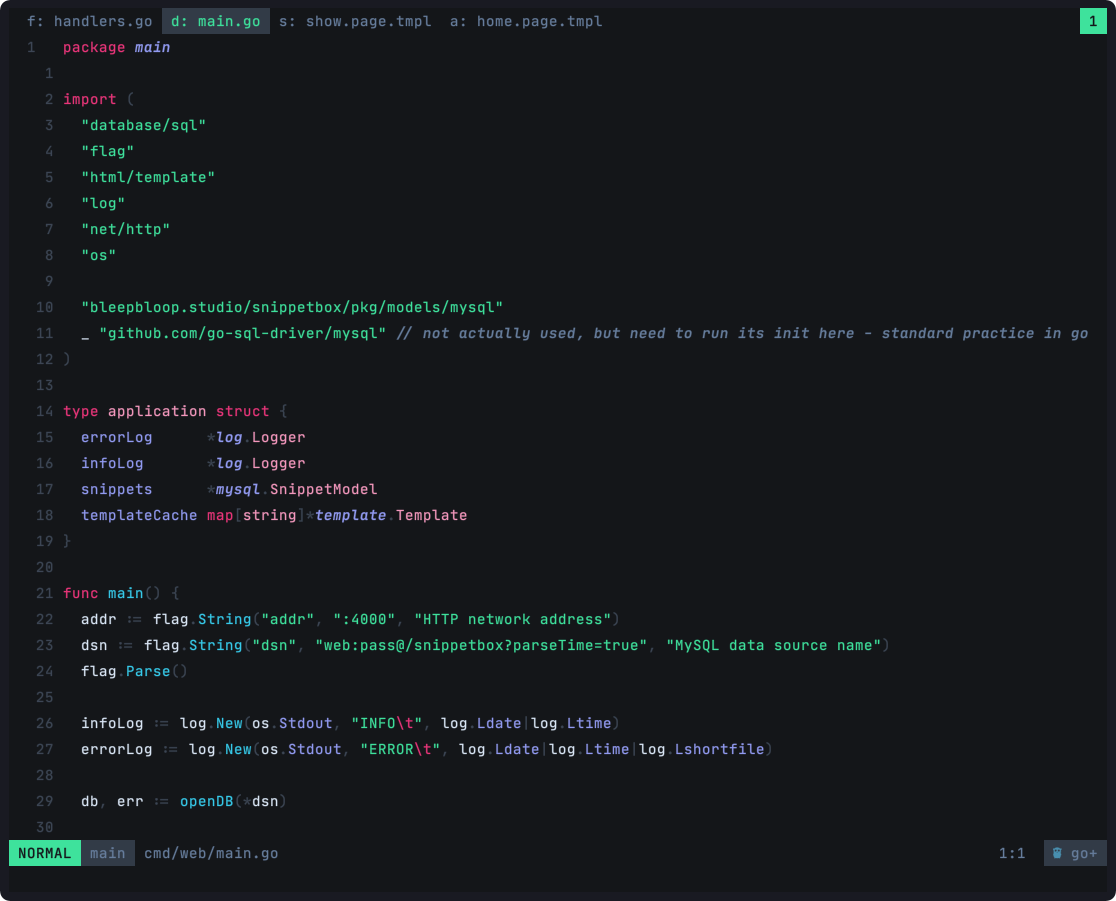 f: handlers.go d: main.go s: show.page.tmpl a: home.page.tmpl 1
1 package main
1
2 import (
3 "database/sql"
4 "flag"
5 "html/template"
6 "log"
7 "net/http"
8 "os"
9
10 "bleepbloop.studio/snippetbox/pkg/models/mysql"
11 _ "github.com/go-sql-driver/mysql" // not actually used, but need to run its init here - standard practice in go
12 )
13
14 type application struct {
15 errorLog *log.Logger
16 infoLog *log.Logger
17 snippets *mysql.SnippetModel
18 templateCache map[string]*template.Template
19 }
20
21 func main() {
22 addr := flag.String("addr", ":4000", "HTTP network address")
23 dsn := flag.String("dsn", "web:pass@/snippetbox?parseTime=true", "MySQL data source name")
24 flag.Parse()
25
26 infoLog := log.New(os.Stdout, "INFO\t", log.Ldate|log.Ltime)
27 errorLog := log.New(os.Stdout, "ERROR\t", log.Ldate|log.Ltime|log.Lshortfile)
28
29 db, err := openDB(*dsn)
30
NORMAL main cmd/web/main.go 1:1 go+